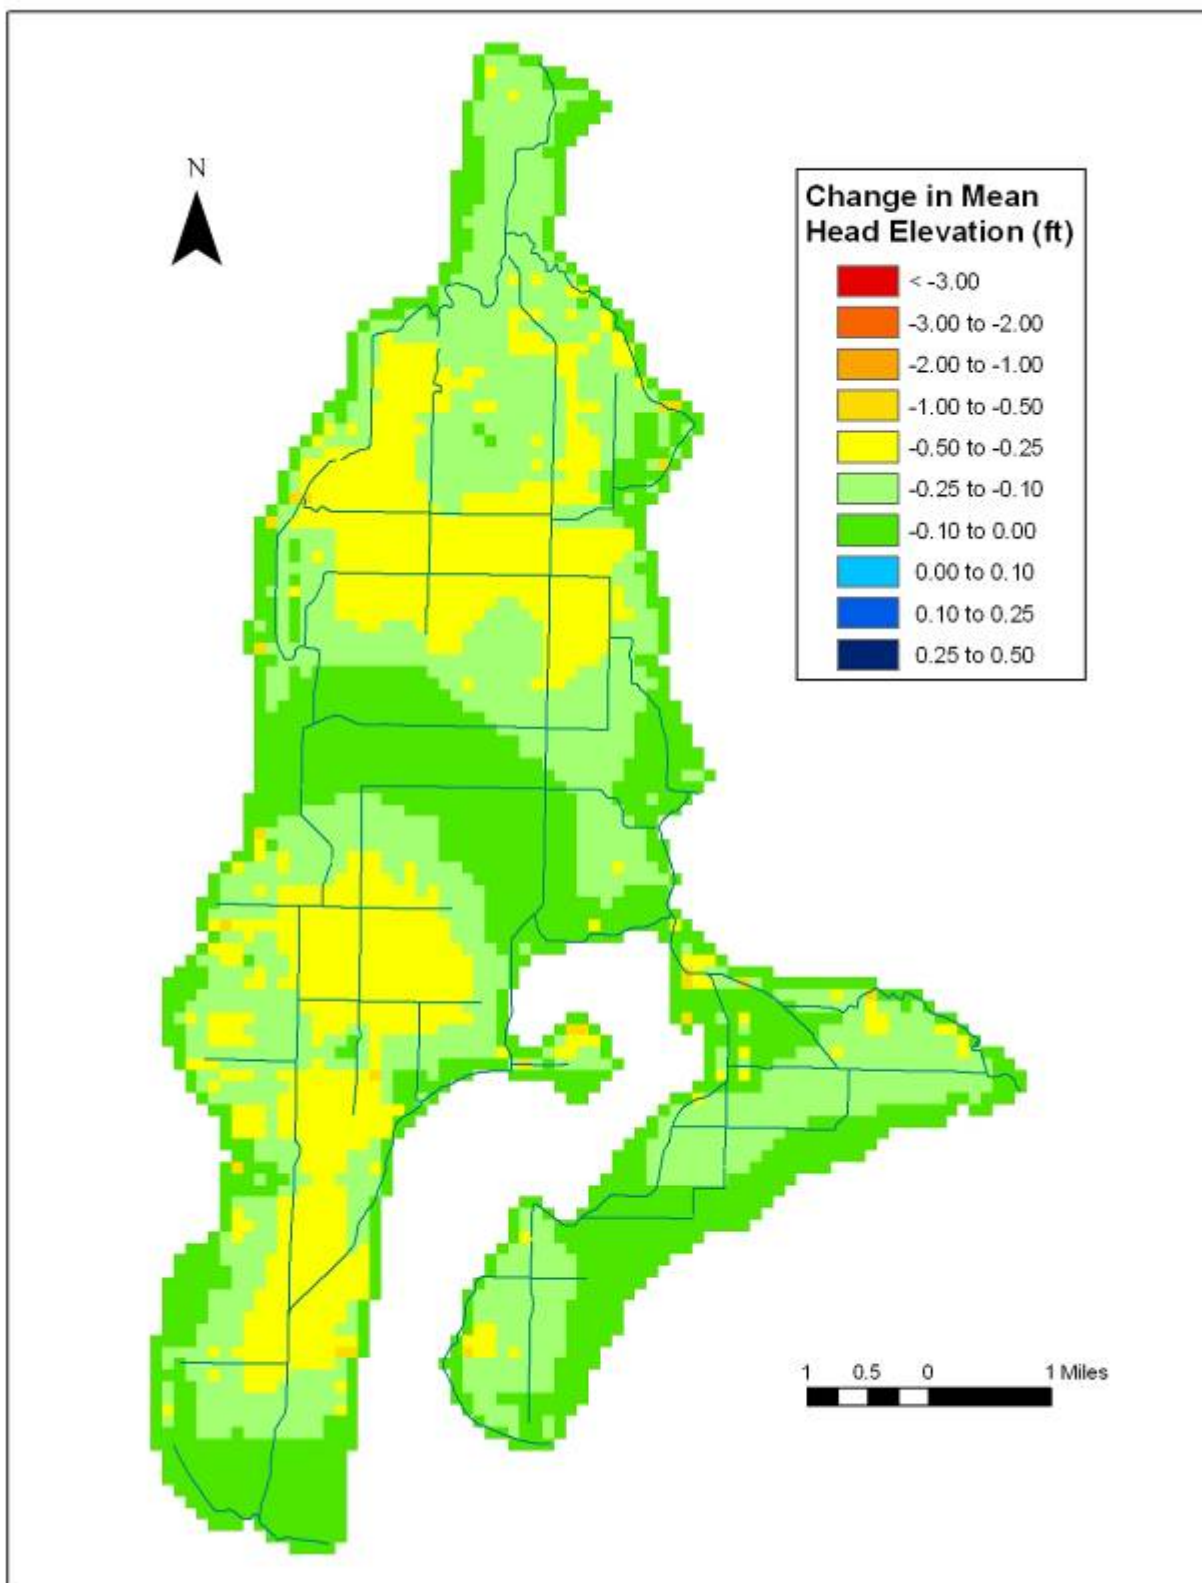 N
Change in Mean
Head Elevation (ft)
< -3.00
-3.00 to -2.00
-2.00 to -1.00
-1.00 to -0.50
-0.50 to -0.25
-0.25 to -0.10
-0.10 to 0.00
0.00 to 0.10
0.10 to 0.25
0.25 to 0.50
1 0.5 0 1 Miles